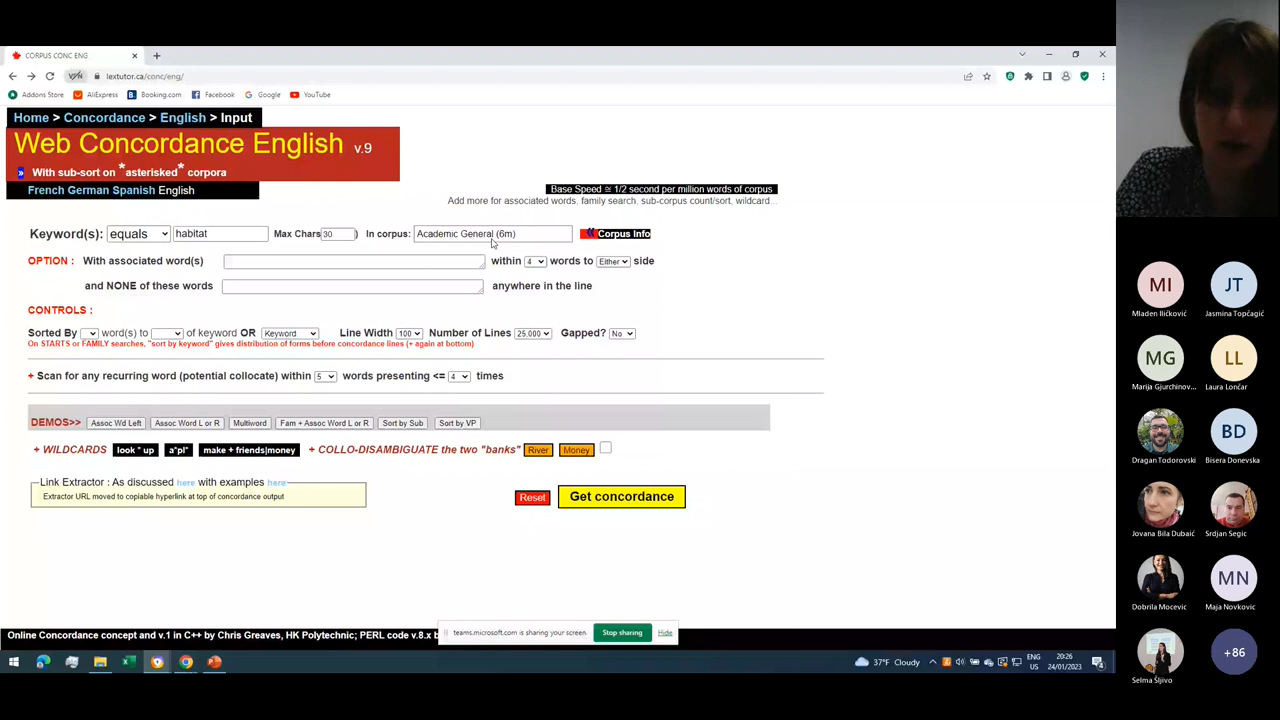 CORPUS CONC ENG
lextutor.ca/conc/eng/
Addons Store AliExpress Booking.com Facebook Google YouTube
Home > Concordance > English > Input
Web Concordance English v.9
» With sub-sort on *asterisked* corpora
French German Spanish English
Base Speed ≅ 1/2 second per million words of corpus
Add more for associated words, family search, sub-corpus count/sort, wildcard...
Keyword(s): equals habitat Max Chars 30 ) In corpus: Academic General (6m) « Corpus Info
OPTION : With associated word(s) within 4 words to Either side
and NONE of these words anywhere in the line
CONTROLS :
Sorted By word(s) to of keyword OR Keyword Line Width 100 Number of Lines 25,000 Gapped? No
On STARTS or FAMILY searches, "sort by keyword" gives distribution of forms before concordance lines (+ again at bottom)
+ Scan for any recurring word (potential collocate) within 5 words presenting <= 4 times
DEMOS>> Assoc Wd Left Assoc Word L or R Multiword Fam + Assoc Word L or R Sort by Sub Sort by VP
+ WILDCARDS look * up a*pl* make + friends|money + COLLO-DISAMBIGUATE the two "banks" River Money
Link Extractor : As discussed here with examples here
Extractor URL moved to copiable hyperlink at top of concordance output
Reset Get concordance
Online Concordance concept and v.1 in C++ by Chris Greaves, HK Polytechnic; PERL code v.8.x b
teams.microsoft.com is sharing your screen. Stop sharing Hide
37°F Cloudy ENG US 20:26 24/01/2023
MI JT
Mladen Ilićković Jasmina Topčagić
MG LL
Marija Gjurchinov... Laura Lončar
BD
Dragan Todorovski Bisera Donevska
Jovana Bila Dubaić Srdjan Segic
MN
Dobrila Mocevic Maja Novkovic
+86
Selma Šljivo